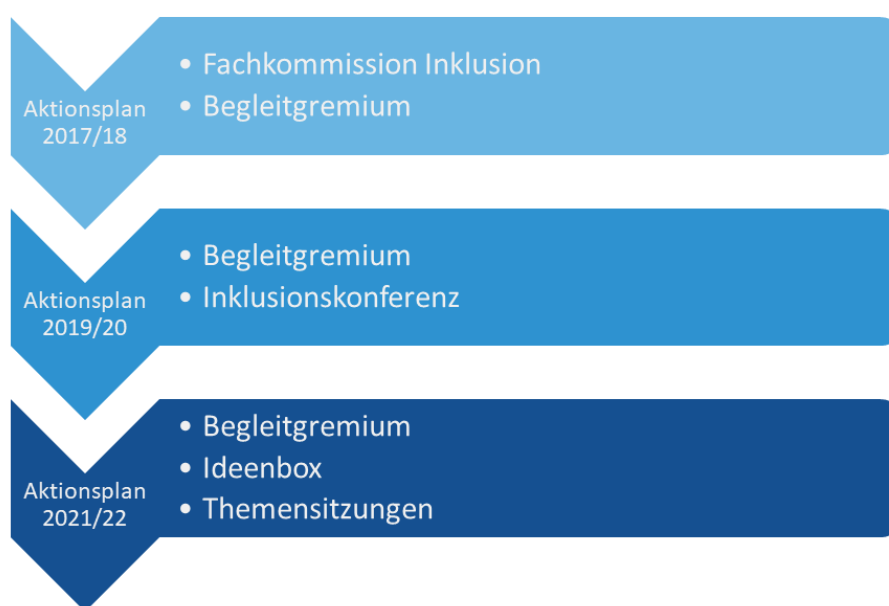 Aktionsplan
2017/18
• Fachkommission Inklusion
• Begleitgremium
Aktionsplan
2019/20
• Begleitgremium
• Inklusionskonferenz
Aktionsplan
2021/22
• Begleitgremium
• Ideenbox
• Themensitzungen